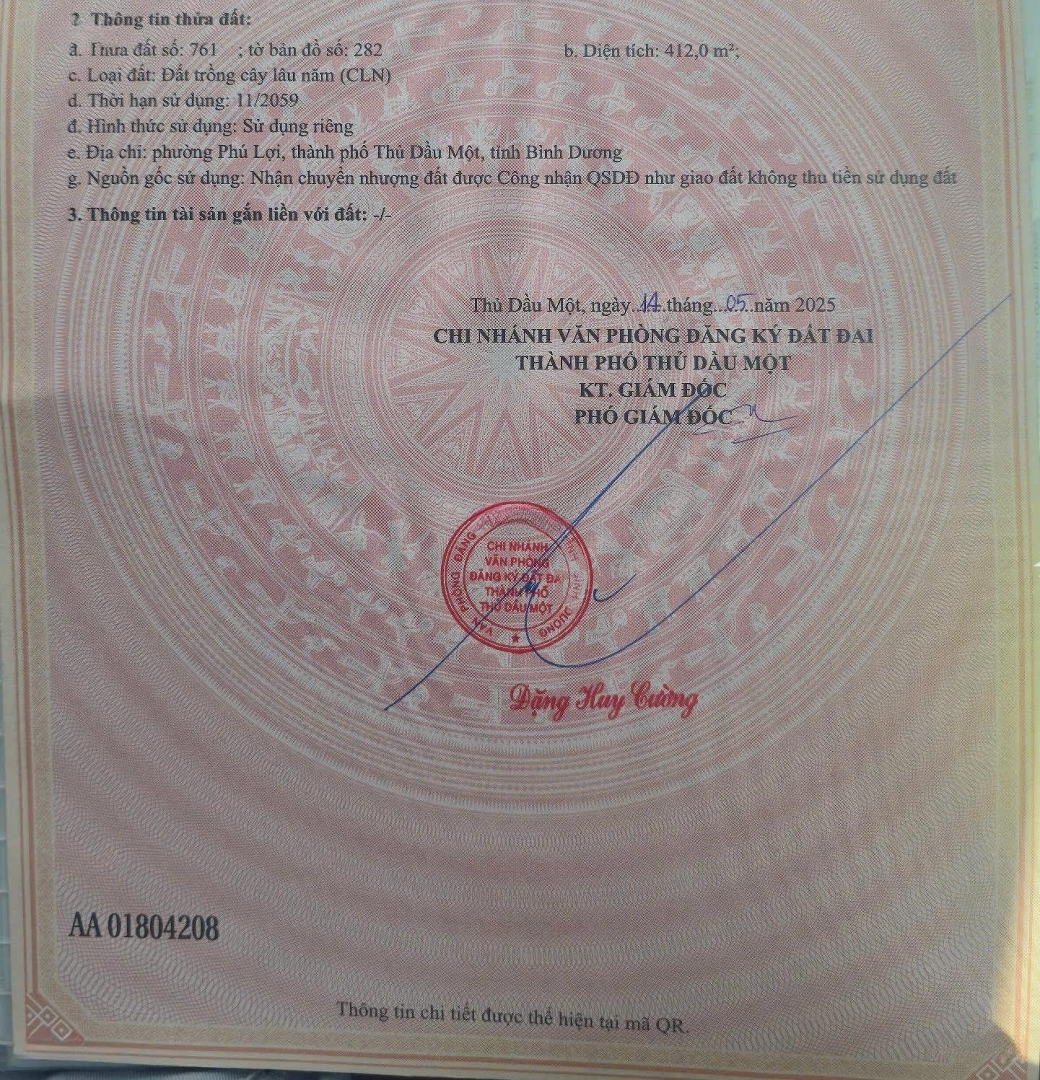 2 Thông tin thửa đất:
a. Thửa đất số: 761 ; tờ bản đồ số: 282 b. Diện tích: 412,0 m²;
c. Loại đất: Đất trồng cây lâu năm (CLN)
d. Thời hạn sử dụng: 11/2059
đ. Hình thức sử dụng: Sử dụng riêng
e. Địa chỉ: phường Phú Lợi, thành phố Thủ Dầu Một, tỉnh Bình Dương
g. Nguồn gốc sử dụng: Nhận chuyển nhượng đất được Công nhận QSDĐ như giao đất không thu tiền sử dụng đất
3. Thông tin tài sản gắn liền với đất: -/-
Thủ Dầu Một, ngày..14.tháng...05..năm 2025
CHI NHÁNH VĂN PHÒNG ĐĂNG KÝ ĐẤT ĐAI
THÀNH PHỐ THỦ DẦU MỘT
KT. GIÁM ĐỐC
PHÓ GIÁM ĐỐC
VĂN PHÒNG ĐĂNG
DƯƠNG
CHI NHÁNH
VĂN PHÒNG
ĐĂNG KÝ ĐẤT ĐAI
THÀNH PHỐ
THỦ DẦU MỘT
Đặng Huy Cường
AA 01804208
Thông tin chi tiết được thể hiện tại mã QR.